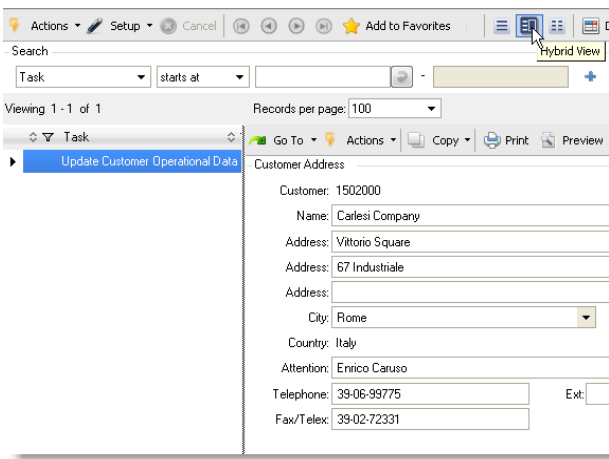 Actions Setup Cancel Add to Favorites D
Hybrid View
Search
Task starts at -
Viewing 1 - 1 of 1 Records per page: 100
Task Go To Actions Copy Print Preview
Update Customer Operational Data
Customer Address
Customer: 1502000
Name: Carlesi Company
Address: Vittorio Square
Address: 67 Industriale
Address:
City: Rome
Country: Italy
Attention: Enrico Caruso
Telephone: 39-06-99775 Ext:
Fax/Telex: 39-02-72331